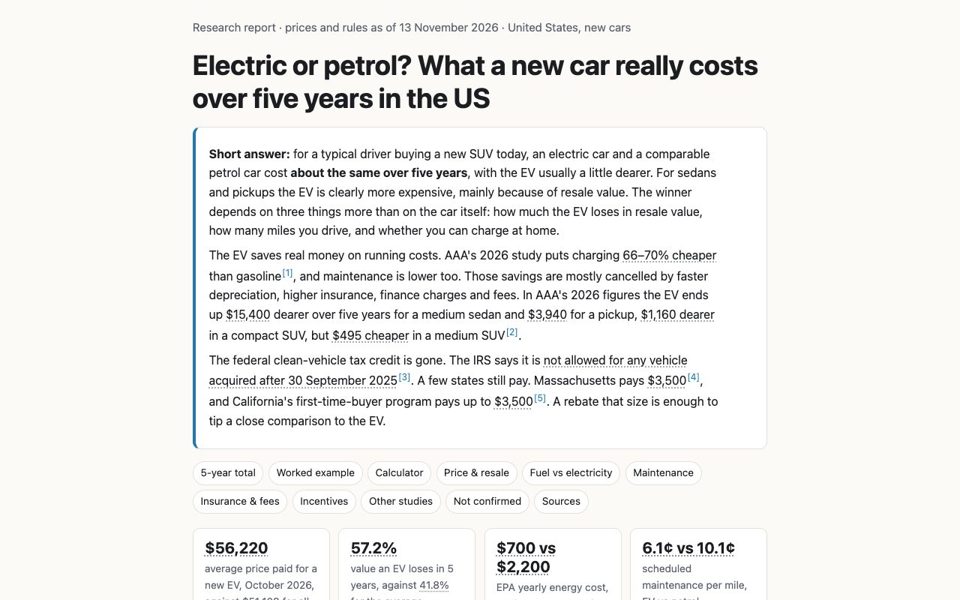 Research report · prices and rules as of 13 November 2026 · United States, new cars
Electric or petrol? What a new car really costs
over five years in the US
Short answer: for a typical driver buying a new SUV today, an electric car and a comparable
petrol car cost about the same over five years, with the EV usually a little dearer. For sedans
and pickups the EV is clearly more expensive, mainly because of resale value. The winner
depends on three things more than on the car itself: how much the EV loses in resale value,
how many miles you drive, and whether you can charge at home.
The EV saves real money on running costs. AAA's 2026 study puts charging 66–70% cheaper
than gasoline[1], and maintenance is lower too. Those savings are mostly cancelled by faster
depreciation, higher insurance, finance charges and fees. In AAA's 2026 figures the EV ends
up $15,400 dearer over five years for a medium sedan and $3,940 for a pickup, $1,160 dearer
in a compact SUV, but $495 cheaper in a medium SUV[2].
The federal clean-vehicle tax credit is gone. The IRS says it is not allowed for any vehicle
acquired after 30 September 2025[3]. A few states still pay. Massachusetts pays $3,500[4],
and California's first-time-buyer program pays up to $3,500[5]. A rebate that size is enough to
tip a close comparison to the EV.
5-year total Worked example Calculator Price & resale Fuel vs electricity Maintenance
Insurance & fees Incentives Other studies Not confirmed Sources
$56,220
average price paid for a
new EV, October 2026,
57.2%
value an EV loses in 5
years, against 41.8%
$700 vs
$2,200
EPA yearly energy cost,
6.1¢ vs 10.1¢
scheduled
maintenance per mile,